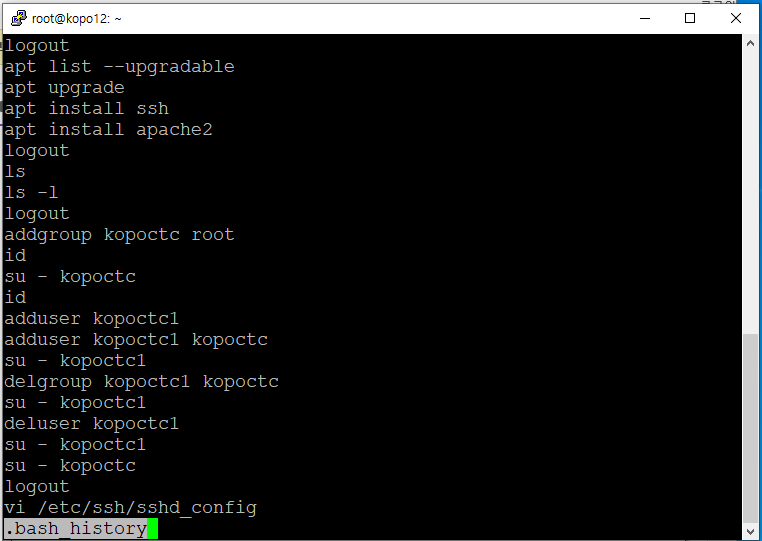 root@kopo12: ~
logout
apt list --upgradable
apt upgrade
apt install ssh
apt install apache2
logout
ls
ls -l
logout
addgroup kopoctc root
id
su - kopoctc
id
adduser kopoctc1
adduser kopoctc1 kopoctc
su - kopoctc1
delgroup kopoctc1 kopoctc
su - kopoctc1
deluser kopoctc1
su - kopoctc1
su - kopoctc
logout
vi /etc/ssh/sshd_config
.bash_history